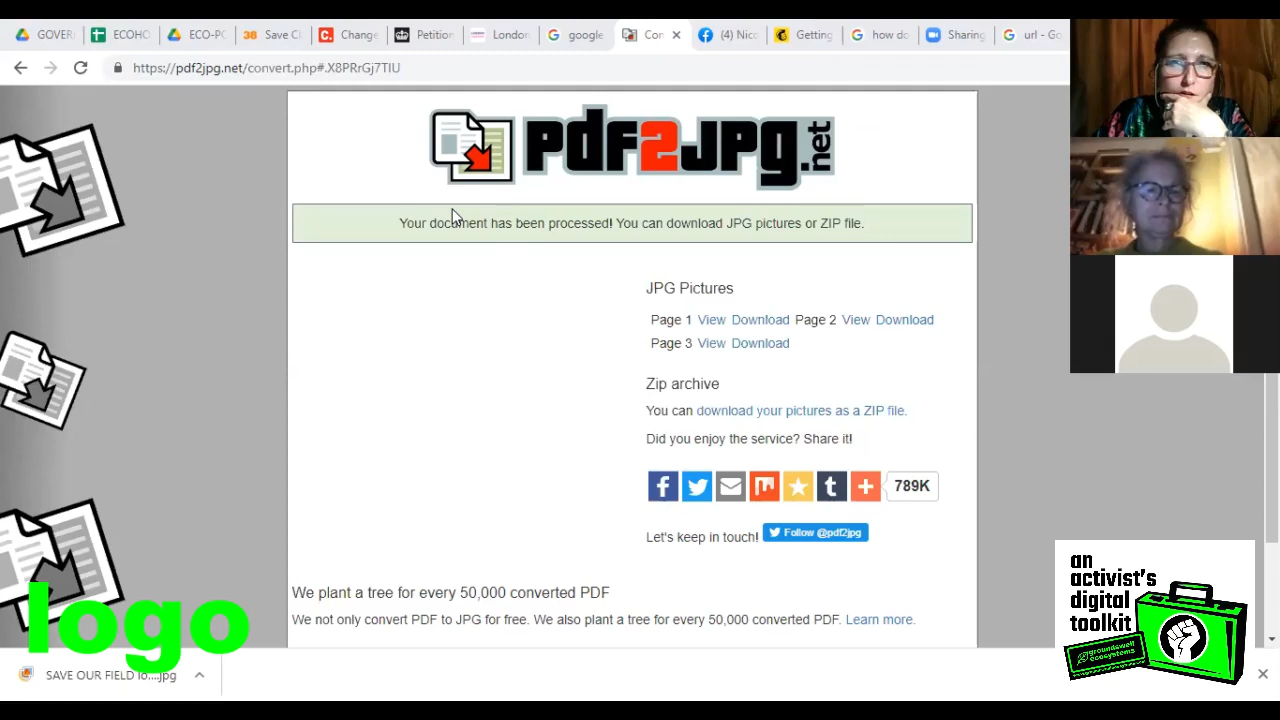 GOVER
ECOHO
ECO-PC
38 Save Cl
Change
Petition
London
google
Con
(4) Nico
Getting
how do
Sharing
url - Go
https://pdf2jpg.net/convert.php#.X8PRrGj7TIU
pdf2jpg.net
Your document has been processed! You can download JPG pictures or ZIP file.
JPG Pictures
Page 1 View Download Page 2 View Download
Page 3 View Download
Zip archive
You can download your pictures as a ZIP file.
Did you enjoy the service? Share it!
789K
Let's keep in touch! Follow @pdf2jpg
We plant a tree for every 50,000 converted PDF
We not only convert PDF to JPG for free. We also plant a tree for every 50,000 converted PDF. Learn more.
SAVE OUR FIELD lo....jpg
logo
an
activist's
digital
toolkit
groundswell
ecosystems